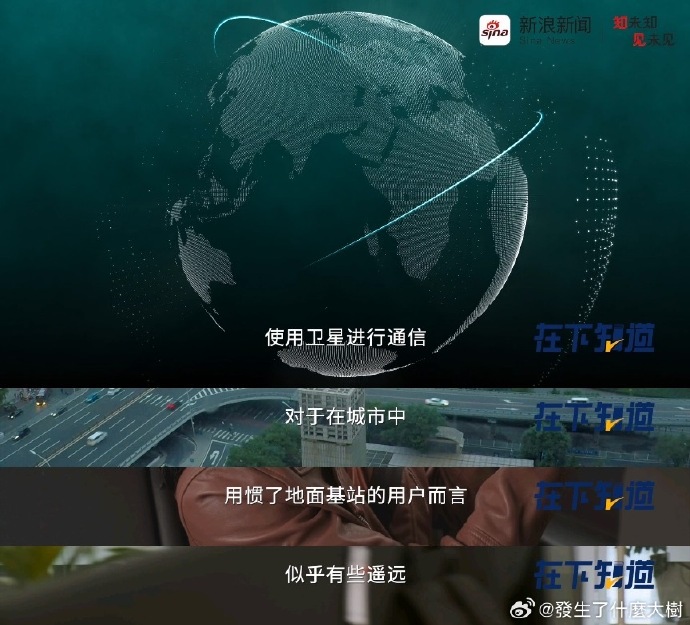 sina
新浪新闻
Sina News
知未知
见未见
使用卫星进行通信
在下知道
对于在城市中
在下知道
用惯了地面基站的用户而言
在下知道
似乎有些遥远
在下知道
@發生了什麼大樹